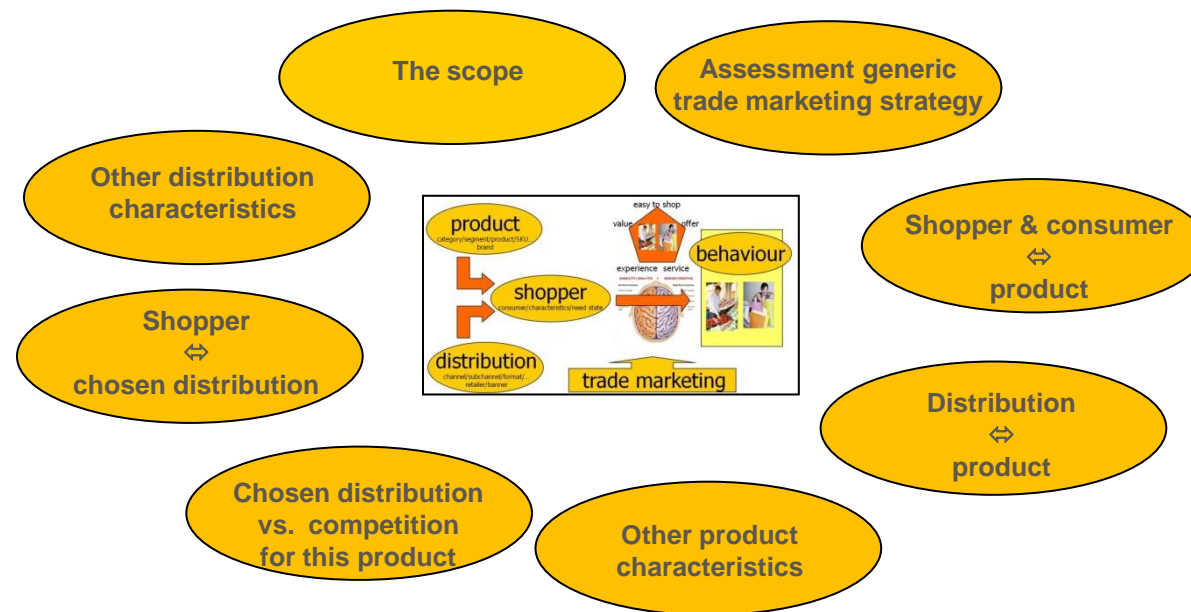 The scope
Assessment generic
trade marketing strategy
Other distribution
characteristics
Shopper & consumer
⇔
product
Shopper
⇔
chosen distribution
Distribution
⇔
product
Chosen distribution
vs. competition
for this product
Other product
characteristics
product
category/segment/product/SKU...
brand
easy to shop
value
offer
experience
service
behaviour
shopper
consumer/characteristics/need state
distribution
channel/subchannel/format/...
retailer/banner
trade marketing